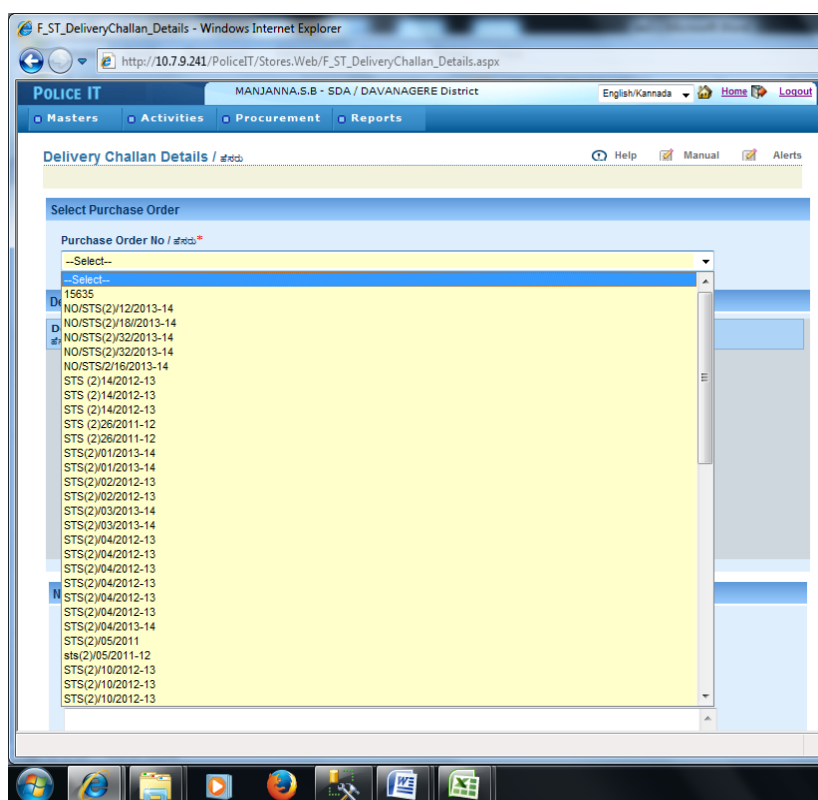 F_ST_DeliveryChallan_Details - Windows Internet Explorer
http://10.7.9.241/PoliceIT/Stores.Web/F_ST_DeliveryChallan_Details.aspx
POLICE IT MANJANNA.S.B - SDA / DAVANAGERE District English/Kannada Home Logout
Masters Activities Procurement Reports
Delivery Challan Details / ಹೆಸರು Help Manual Alerts
Select Purchase Order
Purchase Order No / ಹೆಸರು*
--Select--
--Select--
15635
NO/STS(2)/12/2013-14
NO/STS(2)/18//2013-14
NO/STS(2)/32/2013-14
NO/STS(2)/32/2013-14
NO/STS/2/16/2013-14
STS (2)14/2012-13
STS (2)14/2012-13
STS (2)14/2012-13
STS (2)26/2011-12
STS (2)26/2011-12
STS(2)/01/2013-14
STS(2)/01/2013-14
STS(2)/02/2012-13
STS(2)/02/2012-13
STS(2)/03/2013-14
STS(2)/03/2013-14
STS(2)/04/2012-13
STS(2)/04/2012-13
STS(2)/04/2012-13
STS(2)/04/2012-13
STS(2)/04/2012-13
STS(2)/04/2012-13
STS(2)/04/2013-14
STS(2)/05/2011
sts(2)/05/2011-12
STS(2)/10/2012-13
STS(2)/10/2012-13
STS(2)/10/2012-13